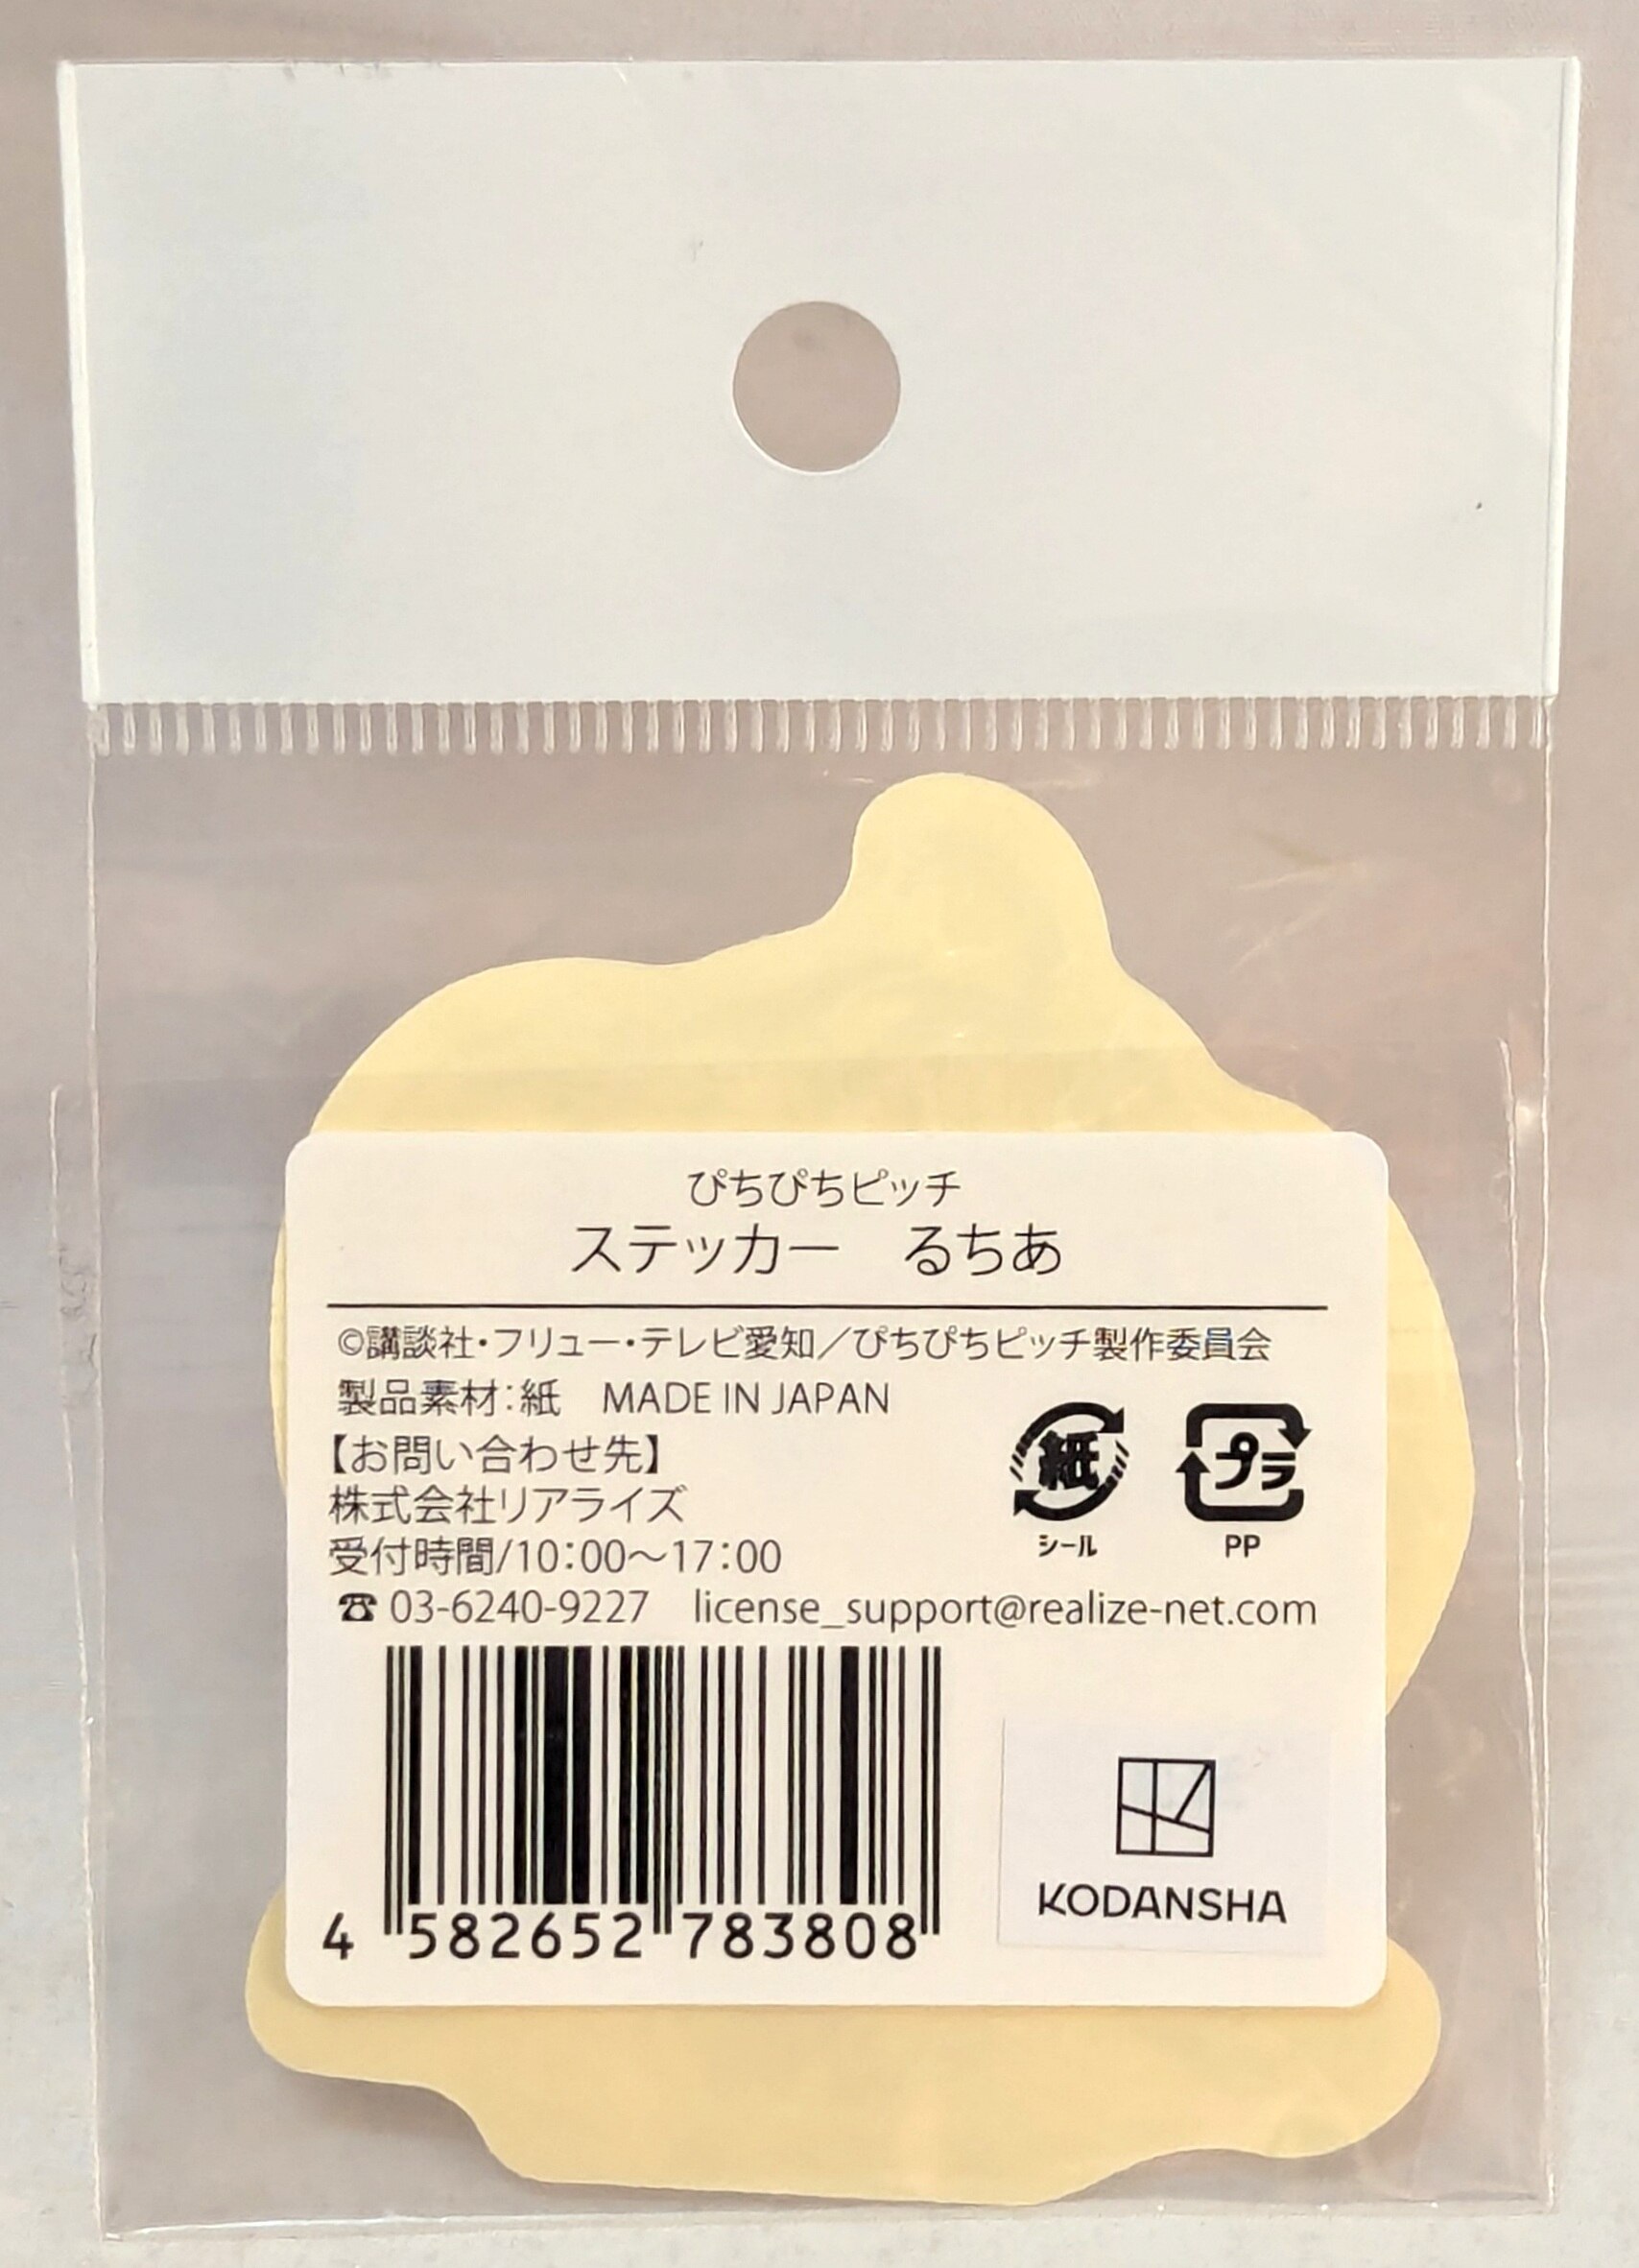 ぴちぴちピッチ
ステッカー　るちあ
©講談社・フリュー・テレビ愛知／ぴちぴちピッチ製作委員会
製品素材：紙　MADE IN JAPAN
【お問い合わせ先】
株式会社リアライズ
受付時間/10：00～17：00
☎ 03-6240-9227　license_support@realize-net.com
紙
シール
プラ
PP
4 582652 783808
KODANSHA